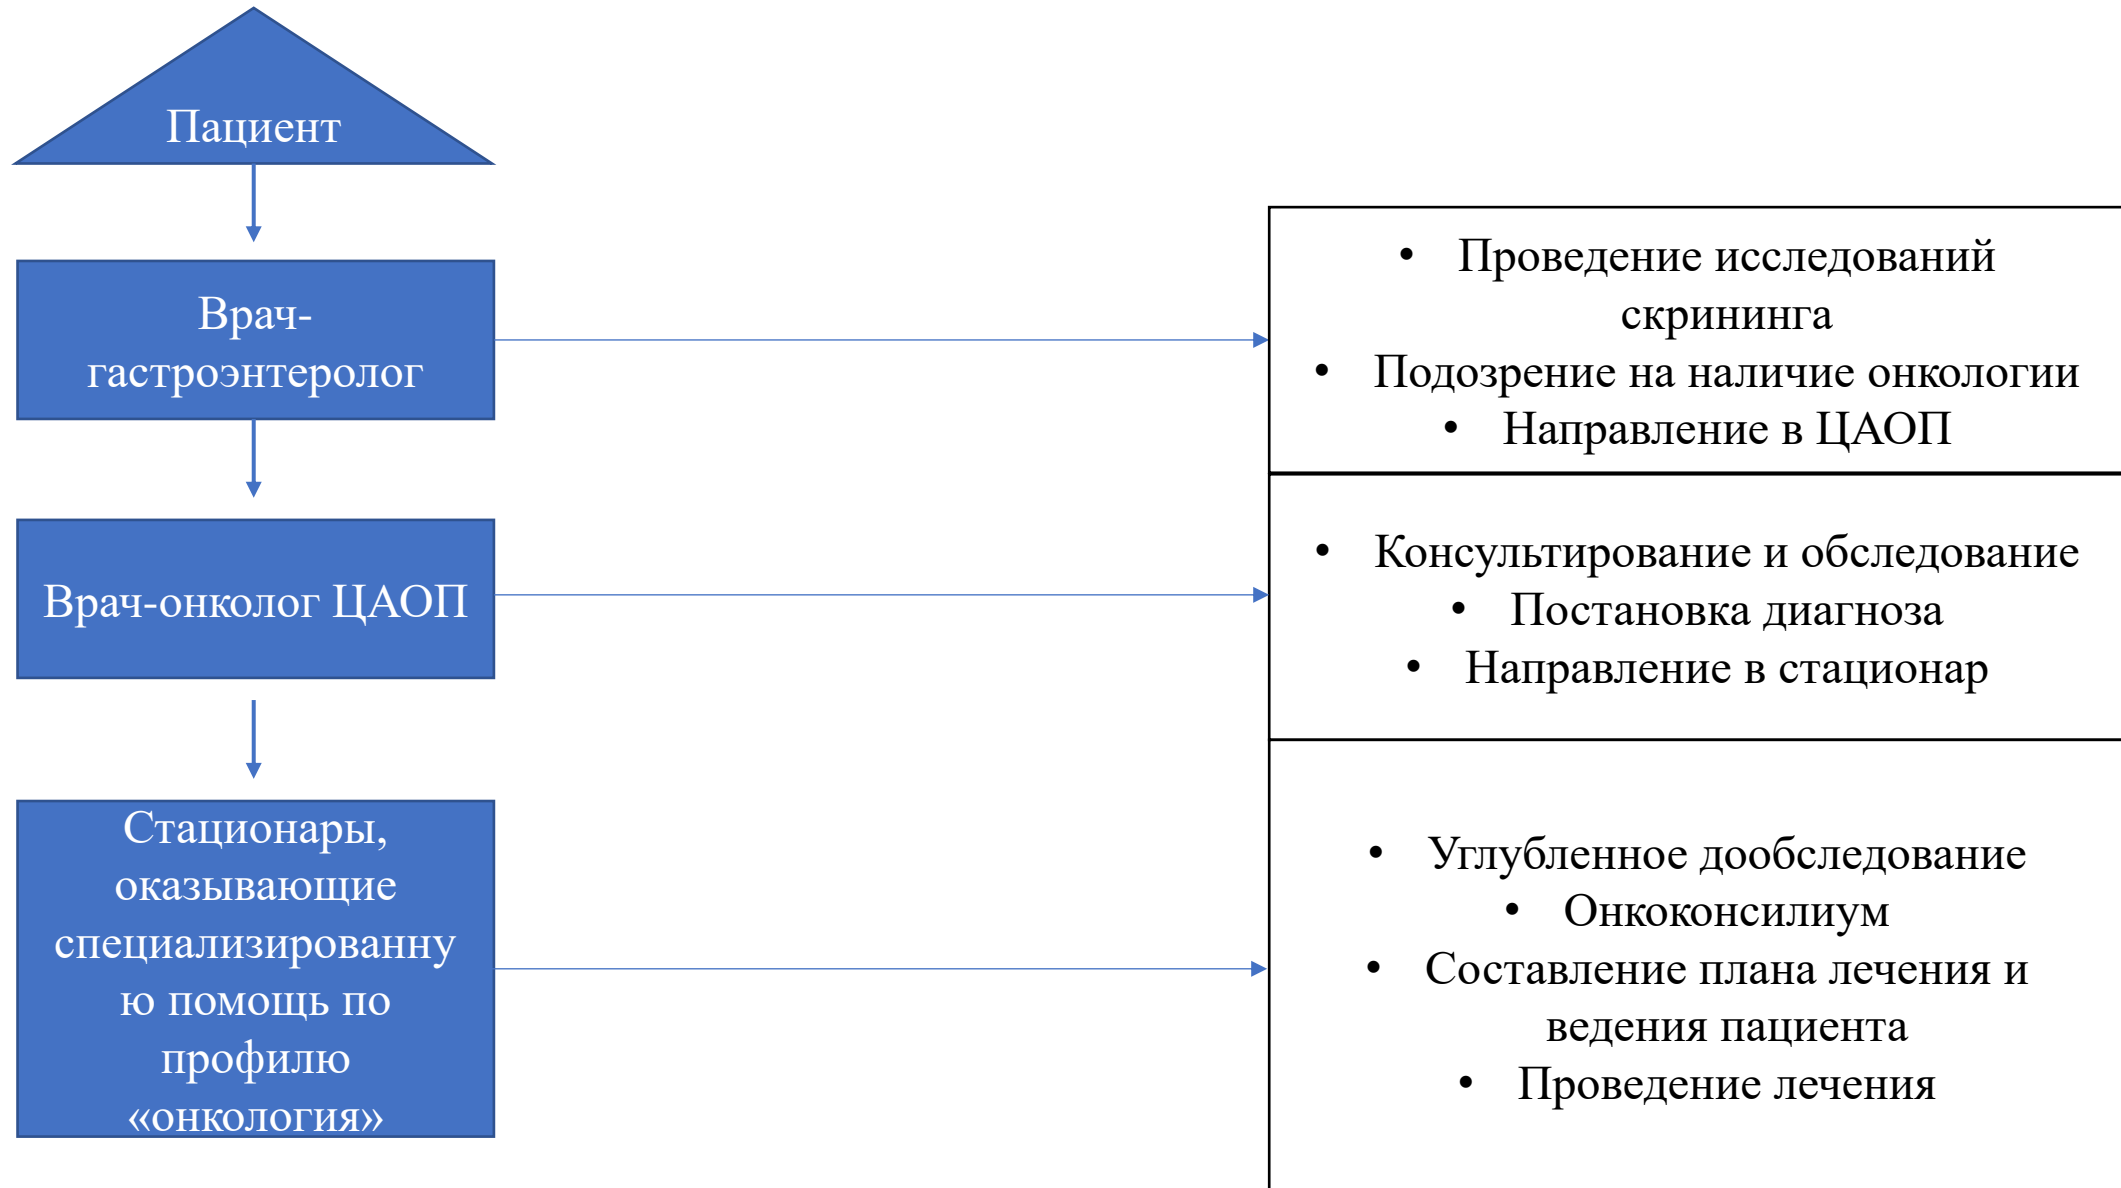 Пациент
Врач-
гастроэнтеролог
• Проведение исследований
скрининга
• Подозрение на наличие онкологии
• Направление в ЦАОП
Врач-онколог ЦАОП
• Консультирование и обследование
• Постановка диагноза
• Направление в стационар
Стационары,
оказывающие
специализированну
ю помощь по
профилю
«онкология»
• Углубленное дообследование
• Онкоконсилиум
• Составление плана лечения и
ведения пациента
• Проведение лечения